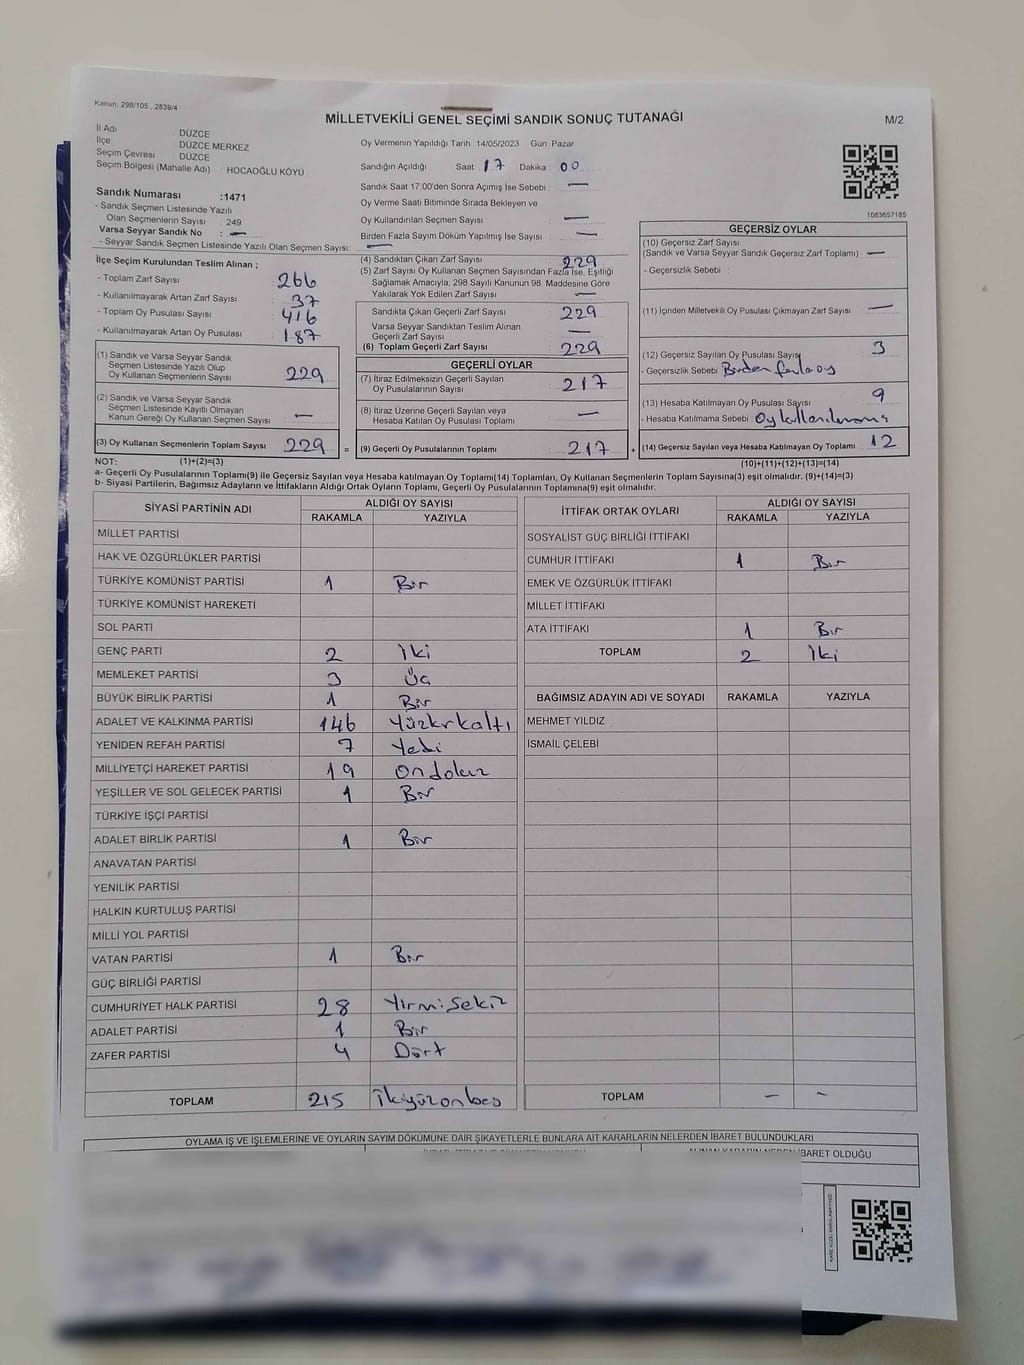 Kanun; 298/105 , 2839/4
MİLLETVEKİLİ GENEL SEÇİMİ SANDIK SONUÇ TUTANAĞI
M/2
İl Adı : DÜZCE
İlçe : DÜZCE MERKEZ
Seçim Çevresi : DÜZCE
Seçim Bölgesi (Mahalle Adı) : HOCAOĞLU KÖYÜ
Sandık Numarası :1471
- Sandık Seçmen Listesinde Yazılı
Olan Seçmenlerin Sayısı : 249
Varsa Seyyar Sandık No : —
- Seyyar Sandık Seçmen Listesinde Yazılı Olan Seçmen Sayısı: —
Oy Vermenin Yapıldığı Tarih 14/05/2023 Gün: Pazar
Sandığın Açıldığı Saat 17 Dakika 00
Sandık Saat 17:00'den Sonra Açımış İse Sebebi : —
Oy Verme Saati Bitiminde Sırada Bekleyen ve
Oy Kullandırılan Seçmen Sayısı : —
Birden Fazla Sayım Döküm Yapılmış İse Sayısı : —
1083657185
İlçe Seçim Kurulundan Teslim Alınan ;
- Toplam Zarf Sayısı : 266
- Kullanılmayarak Artan Zarf Sayısı : 37
- Toplam Oy Pusulası Sayısı : 416
- Kullanılmayarak Artan Oy Pusulası : 187
(1) Sandık ve Varsa Seyyar Sandık
Seçmen Listesinde Yazılı Olup
Oy Kullanan Seçmenlerin Sayısı : 229
(2) Sandık ve Varsa Seyyar Sandık
Seçmen Listesinde Kayıtlı Olmayan
Kanun Gereği Oy Kullanan Seçmen Sayısı : —
(3) Oy Kullanan Seçmenlerin Toplam Sayısı : 229 =
(4) Sandıktan Çıkan Zarf Sayısı : 229
(5) Zarf Sayısı Oy Kullanan Seçmen Sayısından Fazla İse, Eşitliği
Sağlamak Amacıyla, 298 Sayılı Kanunun 98. Maddesine Göre
Yakılarak Yok Edilen Zarf Sayısı : —
Sandıkta Çıkan Geçerli Zarf Sayısı : 229
Varsa Seyyar Sandıktan Teslim Alınan
Geçerli Zarf Sayısı : —
(6) Toplam Geçerli Zarf Sayısı : 229
GEÇERLİ OYLAR
(7) İtiraz Edilmeksizin Geçerli Sayılan
Oy Pusulalarının Sayısı : 217
(8) İtiraz Üzerine Geçerli Sayılan veya
Hesaba Katılan Oy Pusulası Toplamı : —
(9) Geçerli Oy Pusulalarının Toplamı : 217 +
GEÇERSİZ OYLAR
(10) Geçersiz Zarf Sayısı
(Sandık ve Varsa Seyyar Sandık Geçersiz Zarf Toplamı) : —
- Geçersizlik Sebebi :
(11) İçinden Milletvekili Oy Pusulası Çıkmayan Zarf Sayısı : —
(12) Geçersiz Sayılan Oy Pusulası Sayısı : 3
- Geçersizlik Sebebi : Birden fazla oy
(13) Hesaba Katılmayan Oy Pusulası Sayısı : 9
- Hesaba Katılmama Sebebi :
(14) Geçersiz Sayılan veya Hesaba Katılmayan Oy Toplamı : 12
NOT: (1)+(2)=(3)
(10)+(11)+(12)+(13)=(14)
a- Geçerli Oy Pusulalarının Toplamı(9) ile Geçersiz Sayılan veya Hesaba katılmayan Oy Toplamı(14) Toplamları, Oy Kullanan Seçmenlerin Toplam Sayısına(3) eşit olmalıdır. (9)+(14)=(3)
b- Siyasi Partilerin, Bağımsız Adayların ve İttifakların Aldığı Ortak Oyların Toplamı, Geçerli Oy Pusulalarının Toplamına(9) eşit olmalıdır.
SİYASİ PARTİNİN ADI ALDIĞI OY SAYISI
RAKAMLA YAZIYLA
MİLLET PARTİSİ
HAK VE ÖZGÜRLÜKLER PARTİSİ
TÜRKİYE KOMÜNİST PARTİSİ 1 Bir
TÜRKİYE KOMÜNİST HAREKETİ
SOL PARTİ
GENÇ PARTİ 2 İki
MEMLEKET PARTİSİ 3 Üç
BÜYÜK BİRLİK PARTİSİ 1 Bir
ADALET VE KALKINMA PARTİSİ 146 Yüzkırkaltı
YENİDEN REFAH PARTİSİ 7 Yedi
MİLLİYETÇİ HAREKET PARTİSİ 19 Ondokuz
YEŞİLLER VE SOL GELECEK PARTİSİ 1 Bir
TÜRKİYE İŞÇİ PARTİSİ
ADALET BİRLİK PARTİSİ 1 Bir
ANAVATAN PARTİSİ
YENİLİK PARTİSİ
HALKIN KURTULUŞ PARTİSİ
MİLLİ YOL PARTİSİ
VATAN PARTİSİ 1 Bir
GÜÇ BİRLİĞİ PARTİSİ
CUMHURİYET HALK PARTİSİ 28 Yirmisekiz
ADALET PARTİSİ 1 Bir
ZAFER PARTİSİ 4 Dört
TOPLAM 215 İkiyüzonbeş
İTTİFAK ORTAK OYLARI ALDIĞI OY SAYISI
RAKAMLA YAZIYLA
SOSYALİST GÜÇ BİRLİĞİ İTTİFAKI
CUMHUR İTTİFAKI 1 Bir
EMEK VE ÖZGÜRLÜK İTTİFAKI
MİLLET İTTİFAKI
ATA İTTİFAKI 1 Bir
TOPLAM 2 İki
BAĞIMSIZ ADAYIN ADI VE SOYADI RAKAMLA YAZIYLA
MEHMET YILDIZ
İSMAİL ÇELEBİ
TOPLAM — -
OYLAMA İŞ VE İŞLEMLERİNE VE OYLARIN SAYIM DÖKÜMÜNE DAİR ŞİKAYETLERLE BUNLARA AİT KARARLARIN NELERDEN İBARET BULUNDUKLARI
BARET OLDUĞU